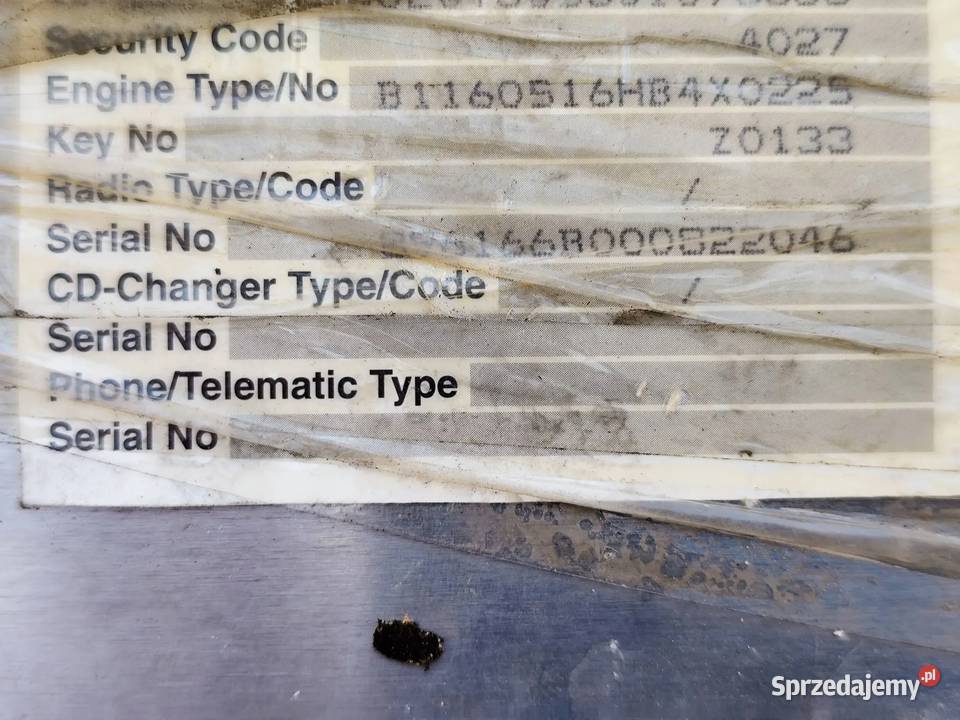 Security Code 4027
Engine Type/No B1160516HB4X0225
Key No Z0133
Radio Type/Code /
Serial No
CD-Changer Type/Code /
Serial No
Phone/Telematic Type
Serial No
Sprzedajemy.pl